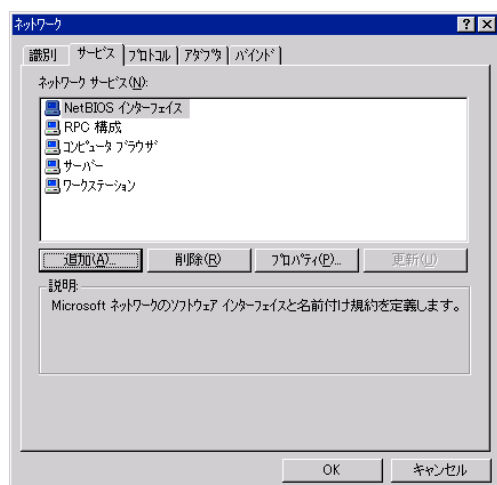 ネットワーク
識別 サービス プロトコル アダプタ バインド
ネットワーク サービス(N):
NetBIOS インターフェイス
RPC 構成
コンピュータ ブラウザ
サーバー
ワークステーション
追加(A)... 削除(R) プロパティ(P)... 更新(U)
説明:
Microsoft ネットワークのソフトウェア インターフェイスと名前付け規約を定義します。
OK キャンセル